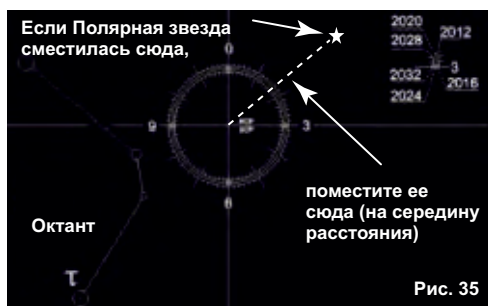 Если Полярная звезда
сместилась сюда,
0
2020
2012
2028
3
2032
2016
2024
9
3
6
поместите ее
сюда (на середину
расстояния)
Октант
τ
Рис. 35